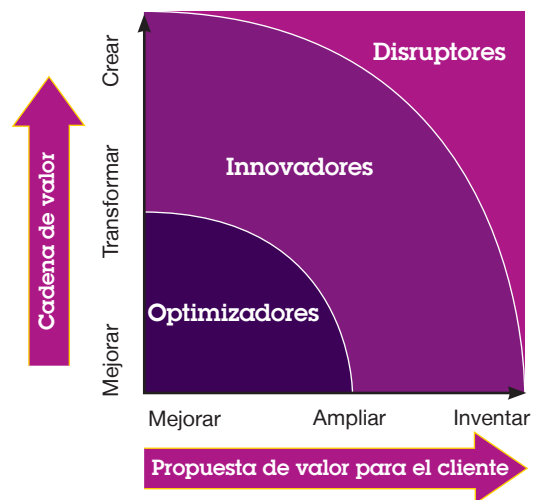 Cadena de valor
Crear
Transformar
Mejorar
Disruptores
Innovadores
Optimizadores
Mejorar
Ampliar
Inventar
Propuesta de valor para el cliente